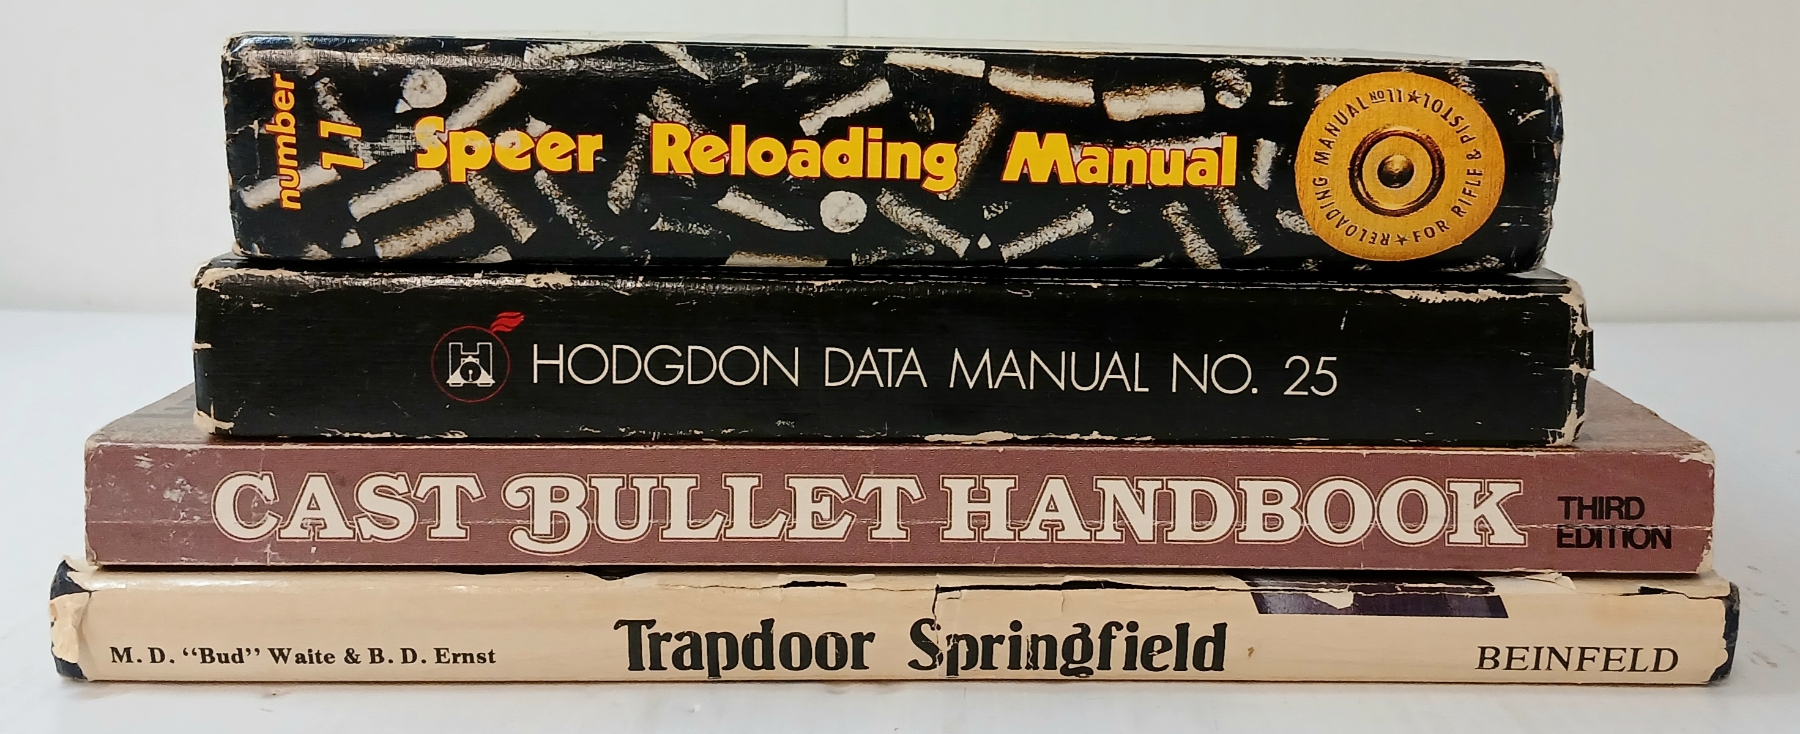 number
11
Speer Reloading Manual
RELOADING MANUAL NO 11 ★ FOR RIFLE & PISTOL ★
HODGDON DATA MANUAL NO. 25
CAST BULLET HANDBOOK
THIRD
EDITION
M. D. “Bud” Waite & B. D. Ernst
Trapdoor Springfield
BEINFELD